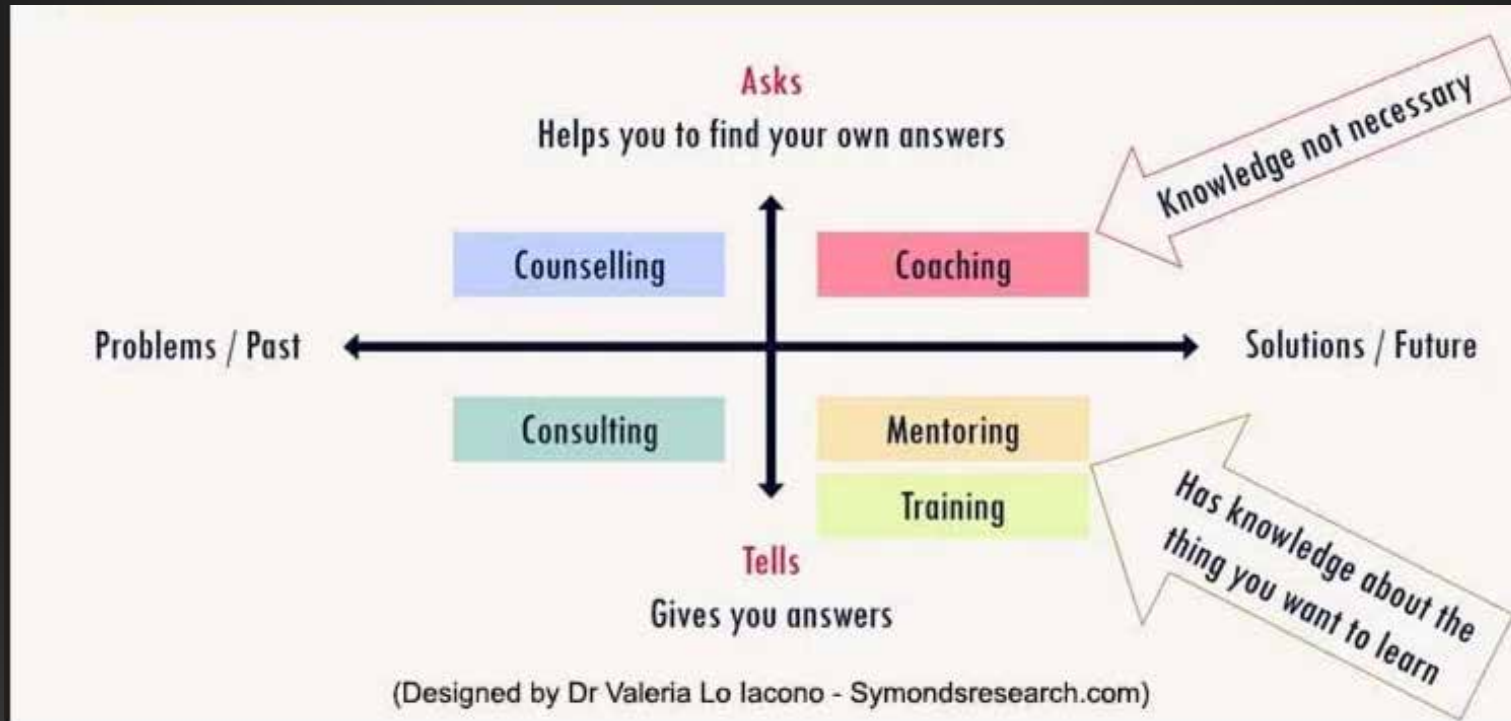 Asks
Helps you to find your own answers
Knowledge not necessary
Counselling
Coaching
Problems / Past
Solutions / Future
Consulting
Mentoring
Training
Has knowledge about the
thing you want to learn
Tells
Gives you answers
(Designed by Dr Valeria Lo Iacono - Symondsresearch.com)